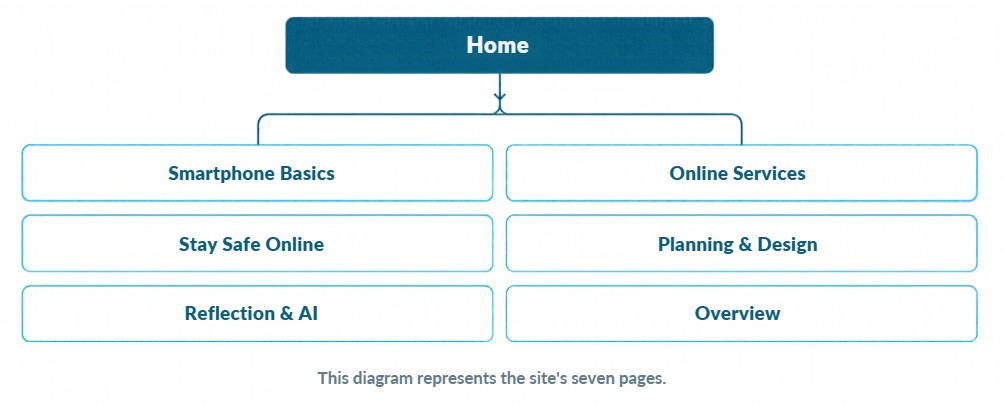 Home
Smartphone Basics
Online Services
Stay Safe Online
Planning & Design
Reflection & AI
Overview
This diagram represents the site's seven pages.